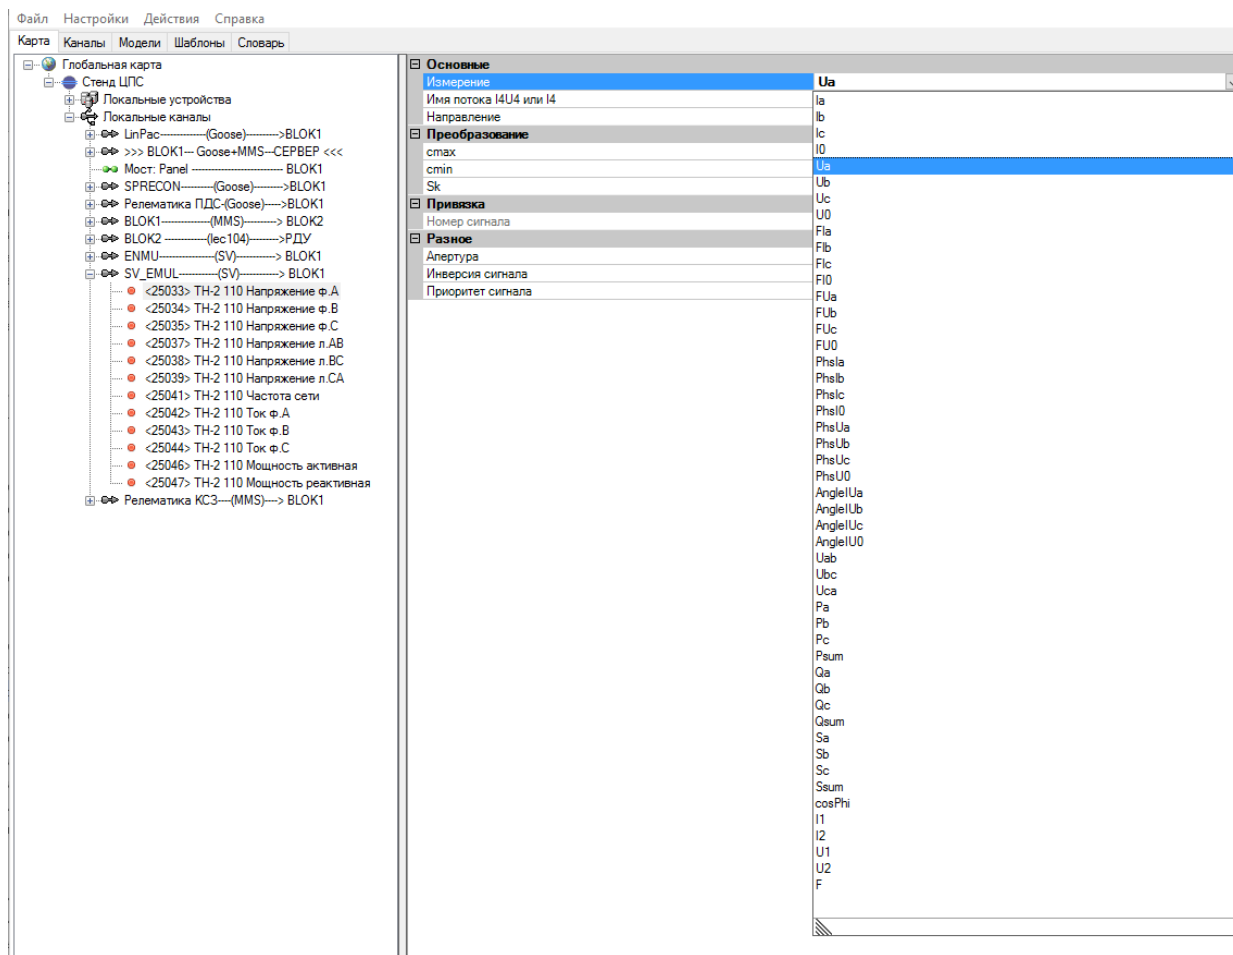 Файл Настройки Действия Справка
Карта Каналы Модели Шаблоны Словарь
Глобальная карта
Стенд ЦПС
Локальные устройства
Локальные каналы
LinPac--------------(Goose)---------->BLOK1
>>> BLOK1--- Goose+MMS---СЕРВЕР <<<
Мост: Panel ---------------------------- BLOK1
SPRECON----------(Goose)--------->BLOK1
Релематика ПДС-(Goose)----->BLOK1
BLOK1---------------(MMS)----------> BLOK2
BLOK2 -------------(Iec104)--------->РДУ
ENMU-----------------(SV)-----------> BLOK1
SV_EMUL------------(SV)------------> BLOK1
<25033> ТН-2 110 Напряжение ф.А
<25034> ТН-2 110 Напряжение ф.В
<25035> ТН-2 110 Напряжение ф.С
<25037> ТН-2 110 Напряжение л.АВ
<25038> ТН-2 110 Напряжение л.ВС
<25039> ТН-2 110 Напряжение л.СА
<25041> ТН-2 110 Частота сети
<25042> ТН-2 110 Ток ф.А
<25043> ТН-2 110 Ток ф.В
<25044> ТН-2 110 Ток ф.С
<25046> ТН-2 110 Мощность активная
<25047> ТН-2 110 Мощность реактивная
Релематика КСЗ----(MMS)----> BLOK1
Основные
Измерение
Имя потока I4U4 или I4
Направление
Преобразование
cmax
cmin
Sk
Привязка
Номер сигнала
Разное
Апертура
Инверсия сигнала
Приоритет сигнала
Ua
Ia
Ib
Ic
I0
Ua
Ub
Uc
U0
FIa
FIb
FIc
FI0
FUa
FUb
FUc
FU0
PhsIa
PhsIb
PhsIc
PhsI0
PhsUa
PhsUb
PhsUc
PhsU0
AngleIUa
AngleIUb
AngleIUc
AngleIU0
Uab
Ubc
Uca
Pa
Pb
Pc
Psum
Qa
Qb
Qc
Qsum
Sa
Sb
Sc
Ssum
cosPhi
I1
I2
U1
U2
F